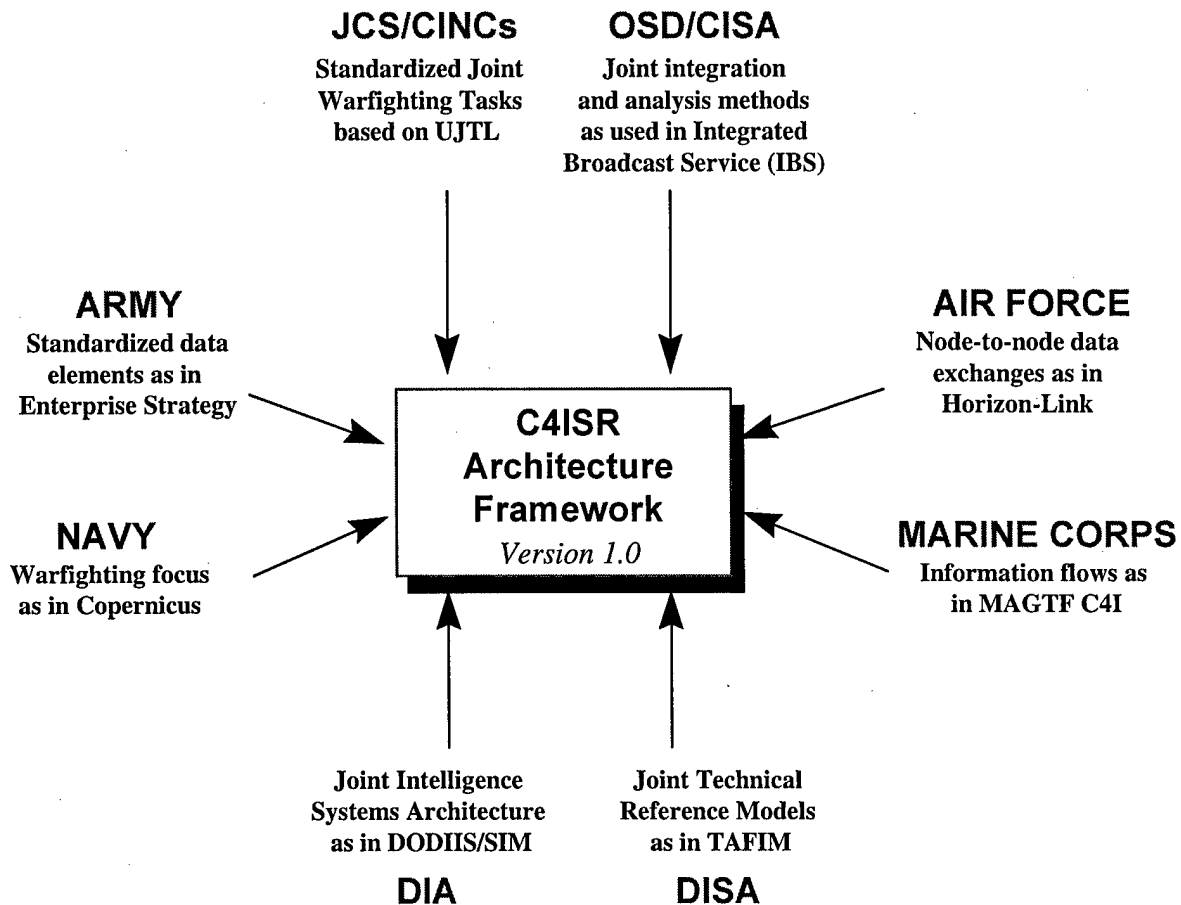 JCS/CINCs
Standardized Joint
Warfighting Tasks
based on UJTL
OSD/CISA
Joint integration
and analysis methods
as used in Integrated
Broadcast Service (IBS)
ARMY
Standardized data
elements as in
Enterprise Strategy
AIR FORCE
Node-to-node data
exchanges as in
Horizon-Link
C4ISR
Architecture
Framework
Version 1.0
NAVY
Warfighting focus
as in Copernicus
MARINE CORPS
Information flows as
in MAGTF C4I
Joint Intelligence
Systems Architecture
as in DODIIS/SIM
DIA
Joint Technical
Reference Models
as in TAFIM
DISA